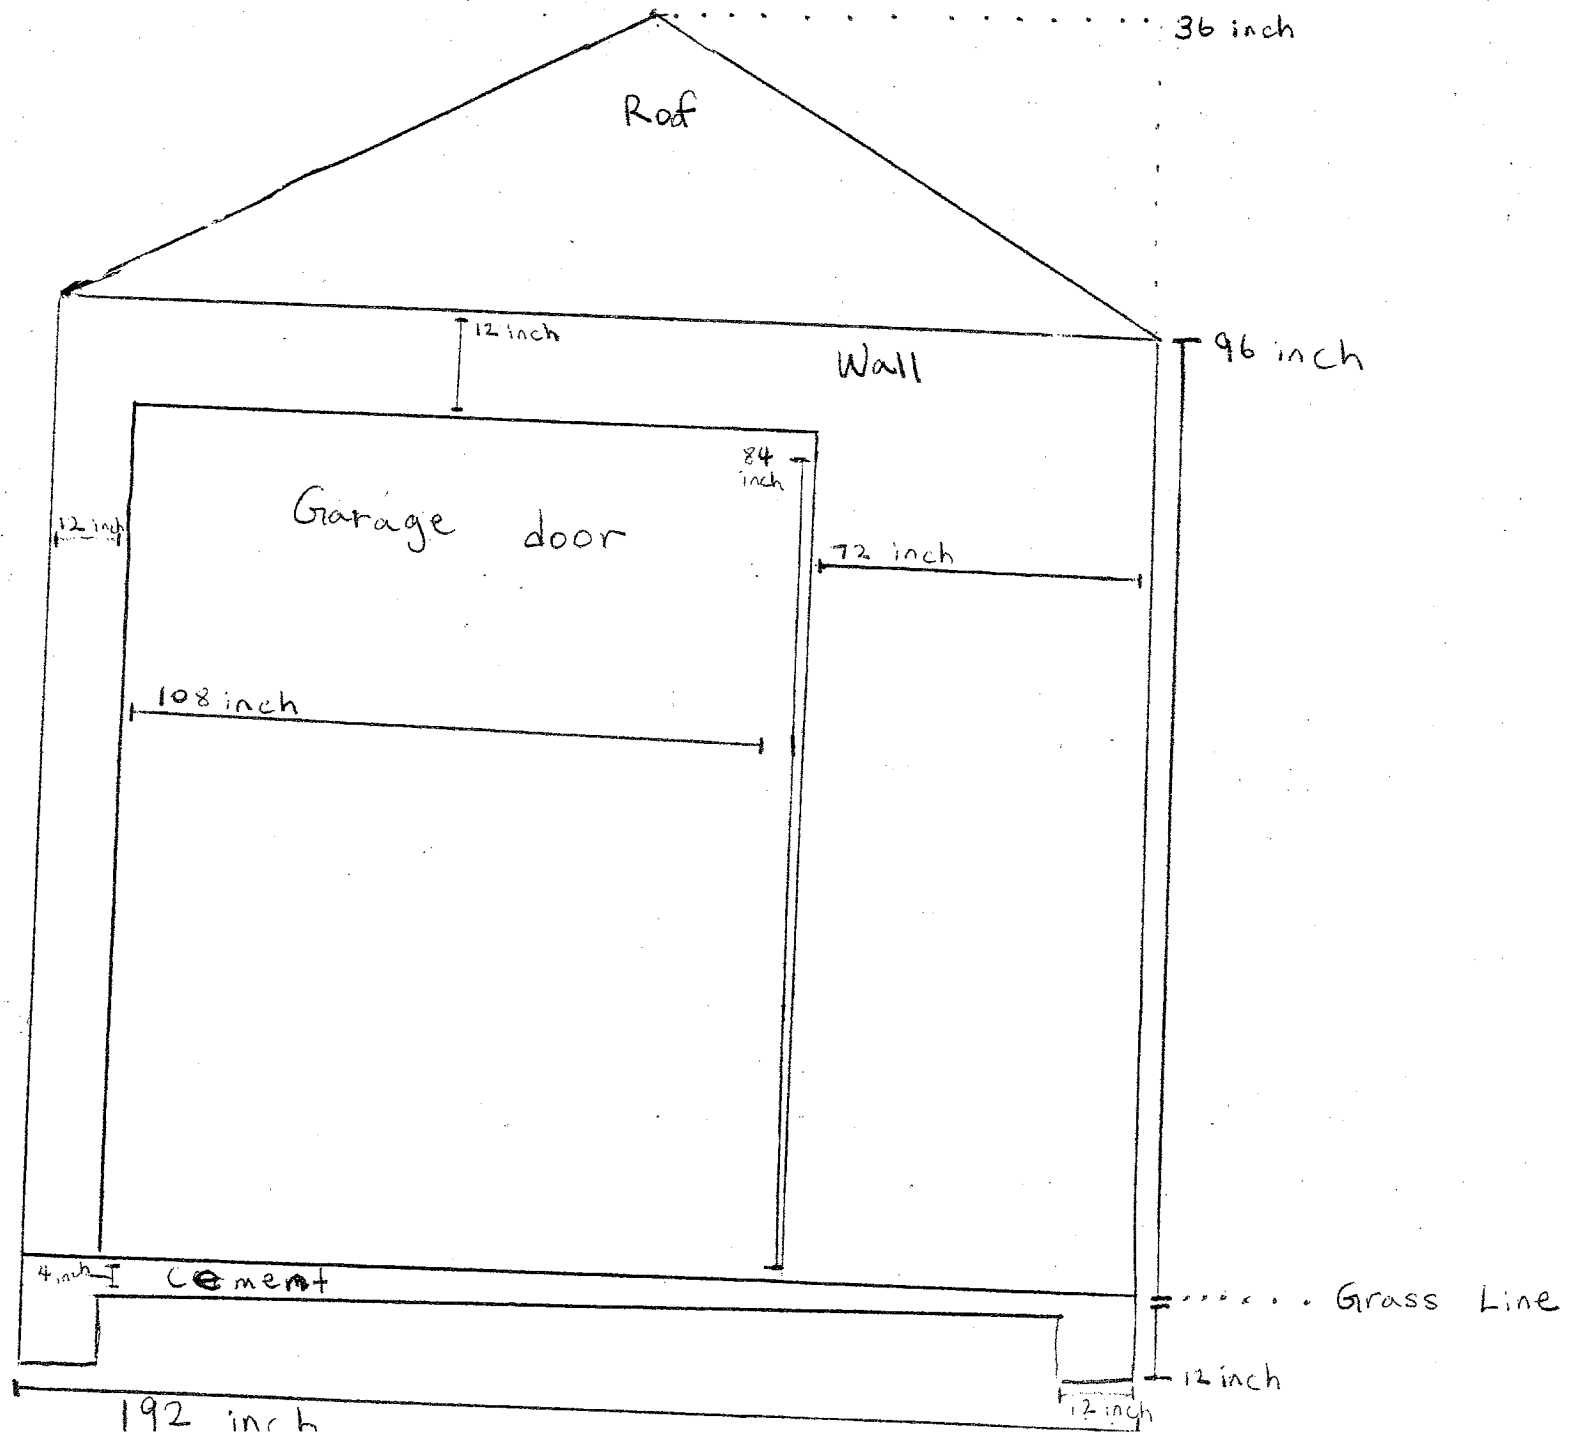 36 inch
Roof
12 inch
Wall
96 inch
84
inch
Garage door
12 inch
72 inch
108 inch
4 inch
Cement
Grass Line
12 inch
12 inch
192 inch